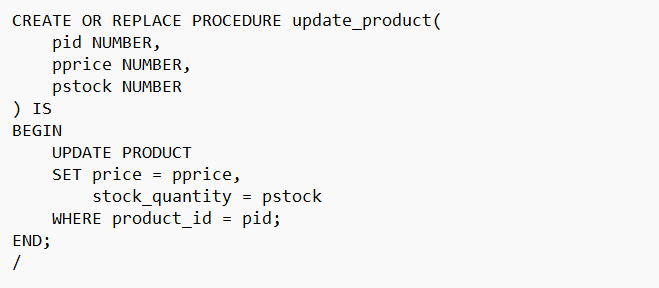 CREATE OR REPLACE PROCEDURE update_product(
    pid NUMBER,
    pprice NUMBER,
    pstock NUMBER
) IS
BEGIN
    UPDATE PRODUCT
    SET price = pprice,
        stock_quantity = pstock
    WHERE product_id = pid;
END;
/